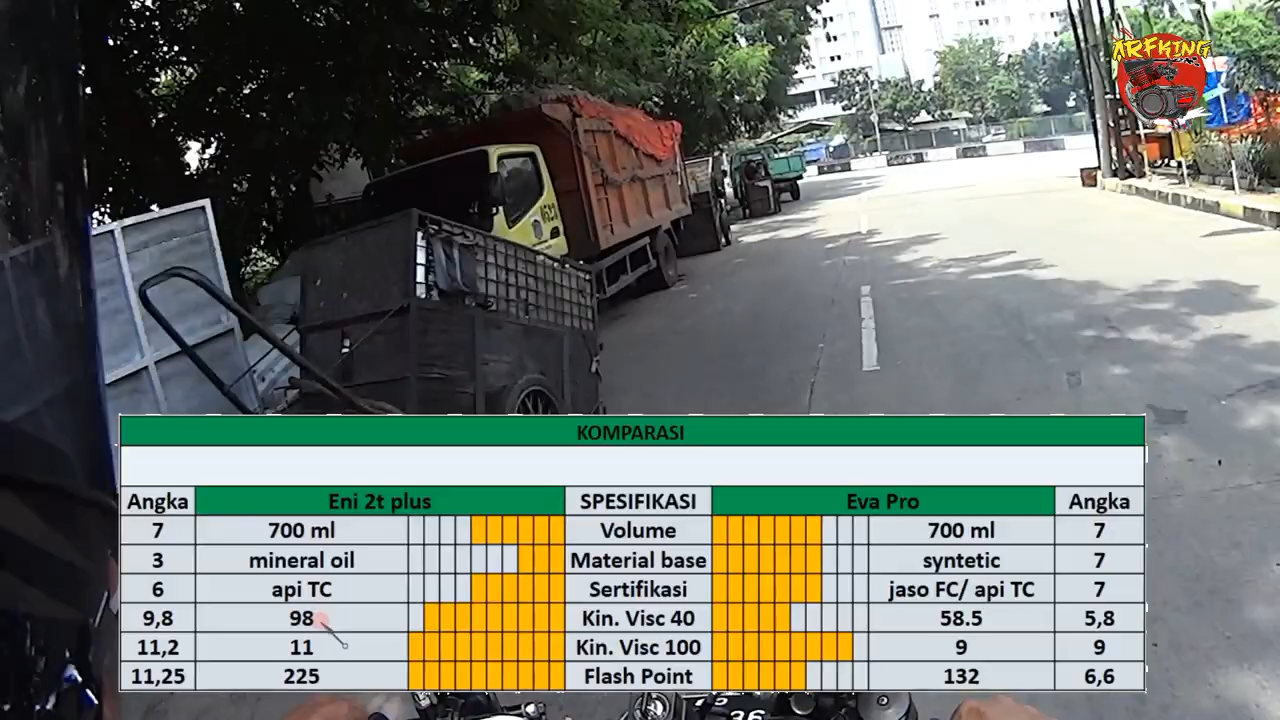 ARFKING
KOMPARASI
Angka Eni 2t plus SPESIFIKASI Eva Pro Angka
7 700 ml Volume 700 ml 7
3 mineral oil Material base syntetic 7
6 api TC Sertifikasi jaso FC/ api TC 7
9,8 98 Kin. Visc 40 58.5 5,8
11,2 11 Kin. Visc 100 9 9
11,25 225 Flash Point 132 6,6